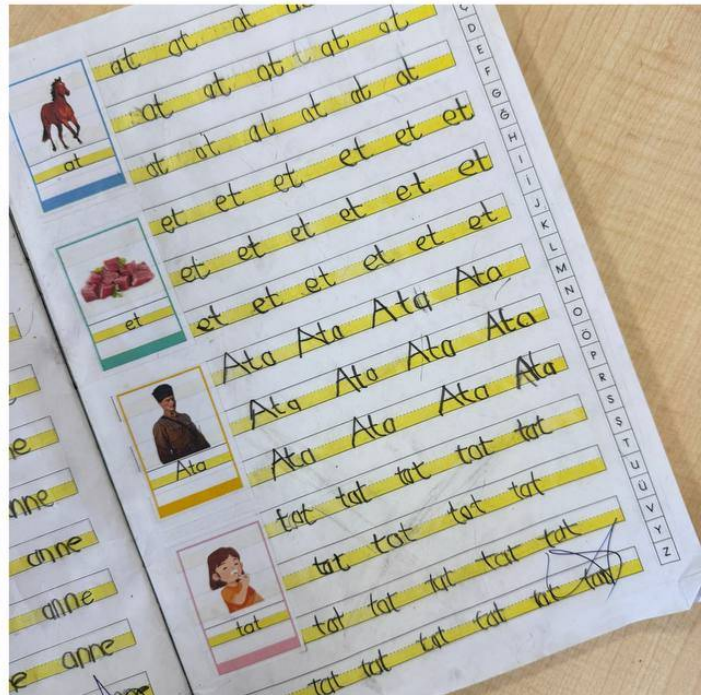 at at at
at at at at at
at at at at at at
et et et et et et
et et et et et et
et et et et et et
Ata Ata Ata Ata
Ata Ata Ata Ata
Ata Ata Ata Ata
tat tat tat tat tat
tat tat tat tat
tat tat tat tat tat
tat tat tat tat tat
at
et
Ata
tat
D
E
F
G
Ğ
H
I
İ
J
K
L
M
N
O
Ö
P
R
S
Ş
T
U
Ü
V
Y
Z
anne
anne
anne
anne